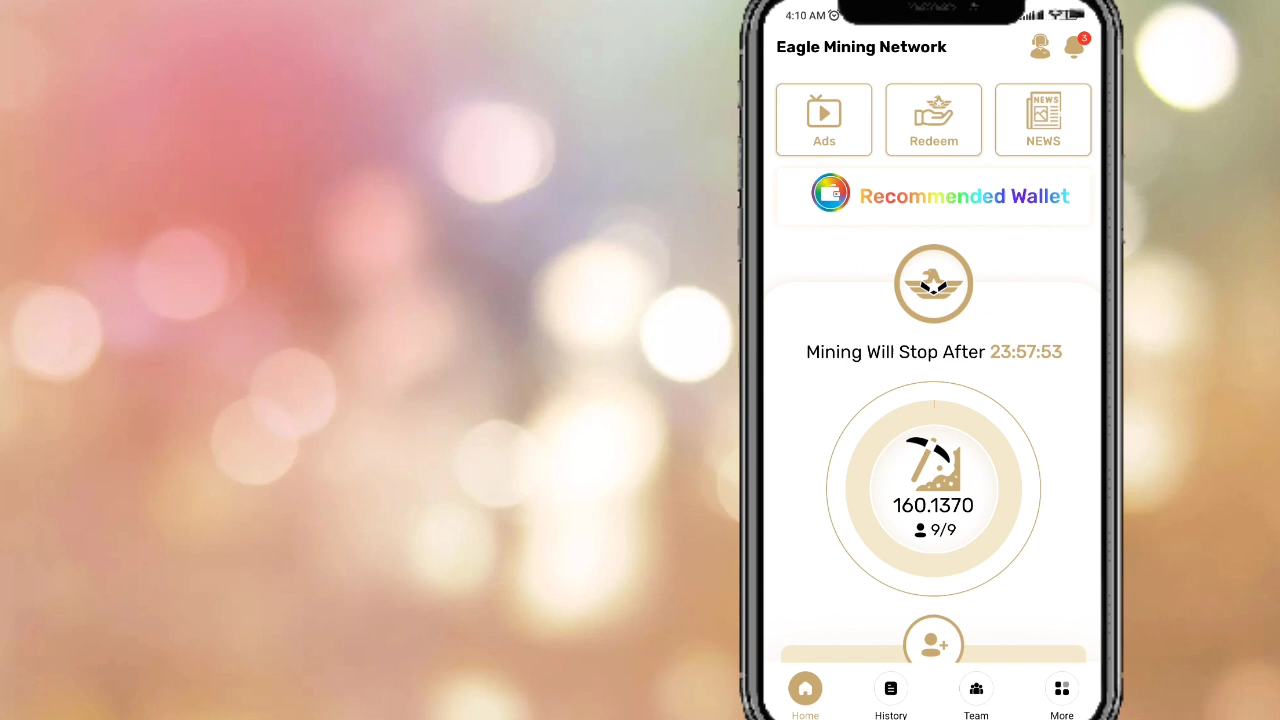 4:10 AM
Eagle Mining Network
3
Ads
Redeem
NEWS
NEWS
Recommended Wallet
Mining Will Stop After 23:57:53
160.1370
9/9
Home
History
Team
More